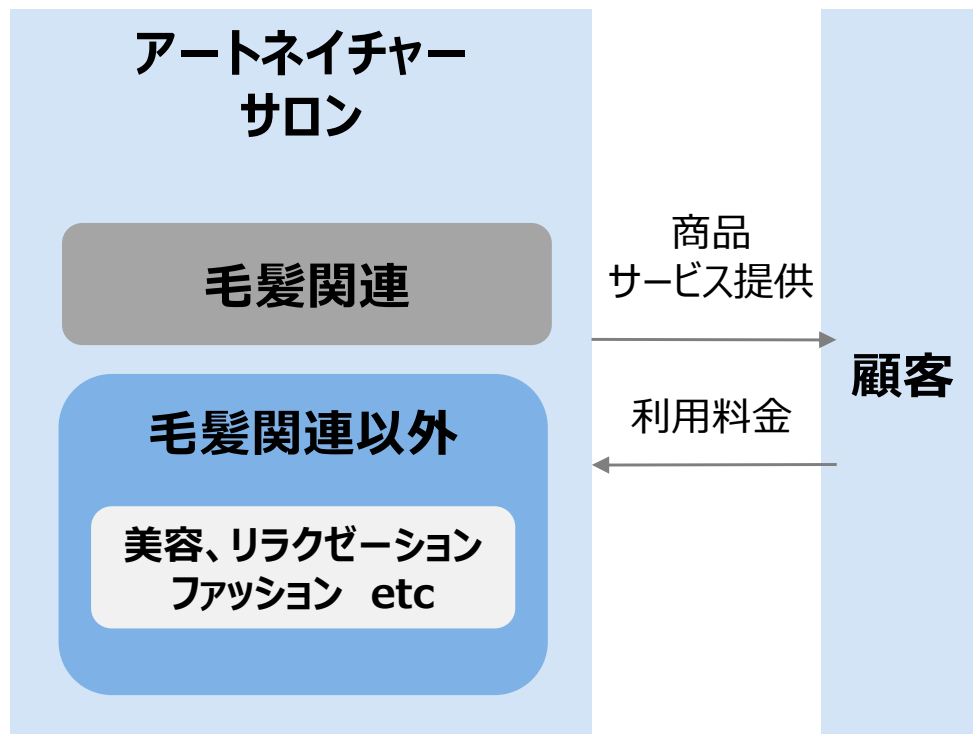 アートネイチャー
サロン
毛髪関連
毛髪関連以外
美容、リラクゼーション
ファッション　etc
商品
サービス提供
利用料金
顧客